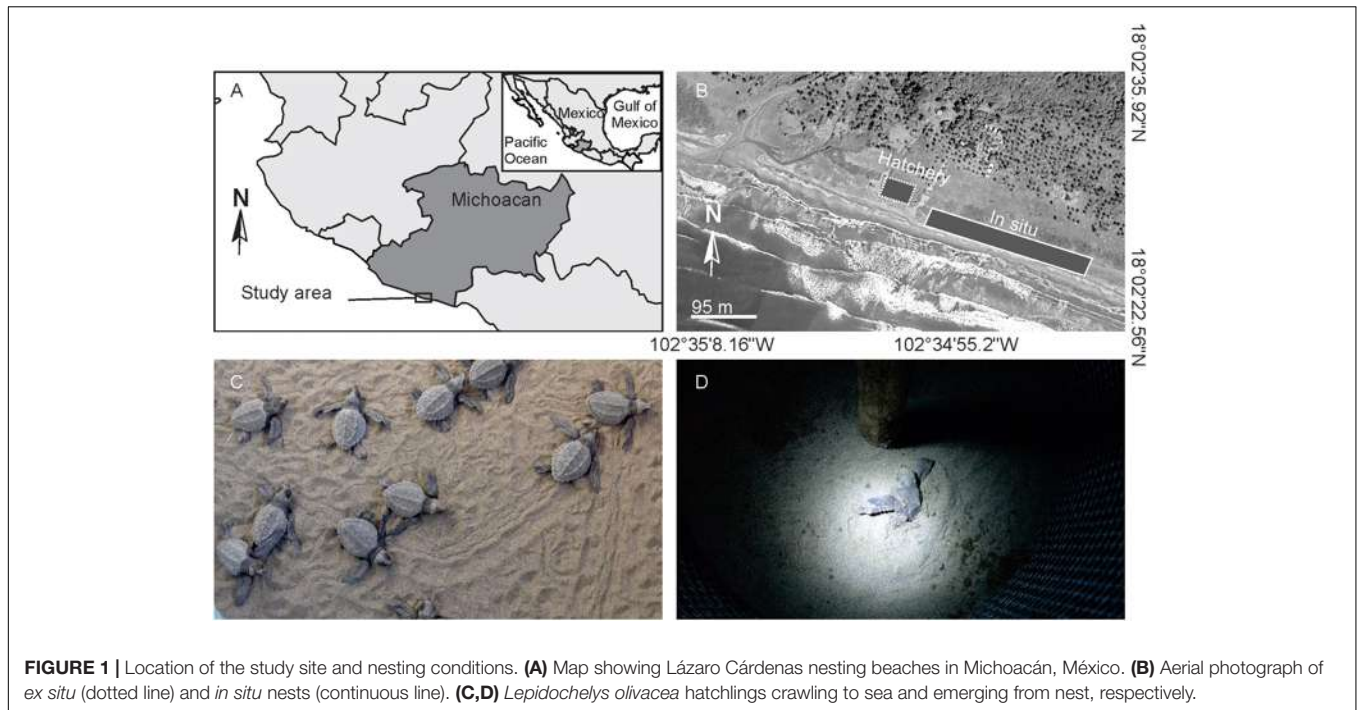 A
Mexico
Gulf of
Mexico
Pacific
Ocean
N
Michoacan
Study area
B
Hatchery
In situ
N
95 m
18°02'35.92"N
18°02'22.56"N
102°35'8.16"W
102°34'55.2"W
C
D
FIGURE 1 | Location of the study site and nesting conditions. (A) Map showing Lázaro Cárdenas nesting beaches in Michoacán, México. (B) Aerial photograph of
ex situ (dotted line) and in situ nests (continuous line). (C,D) Lepidochelys olivacea hatchlings crawling to sea and emerging from nest, respectively.